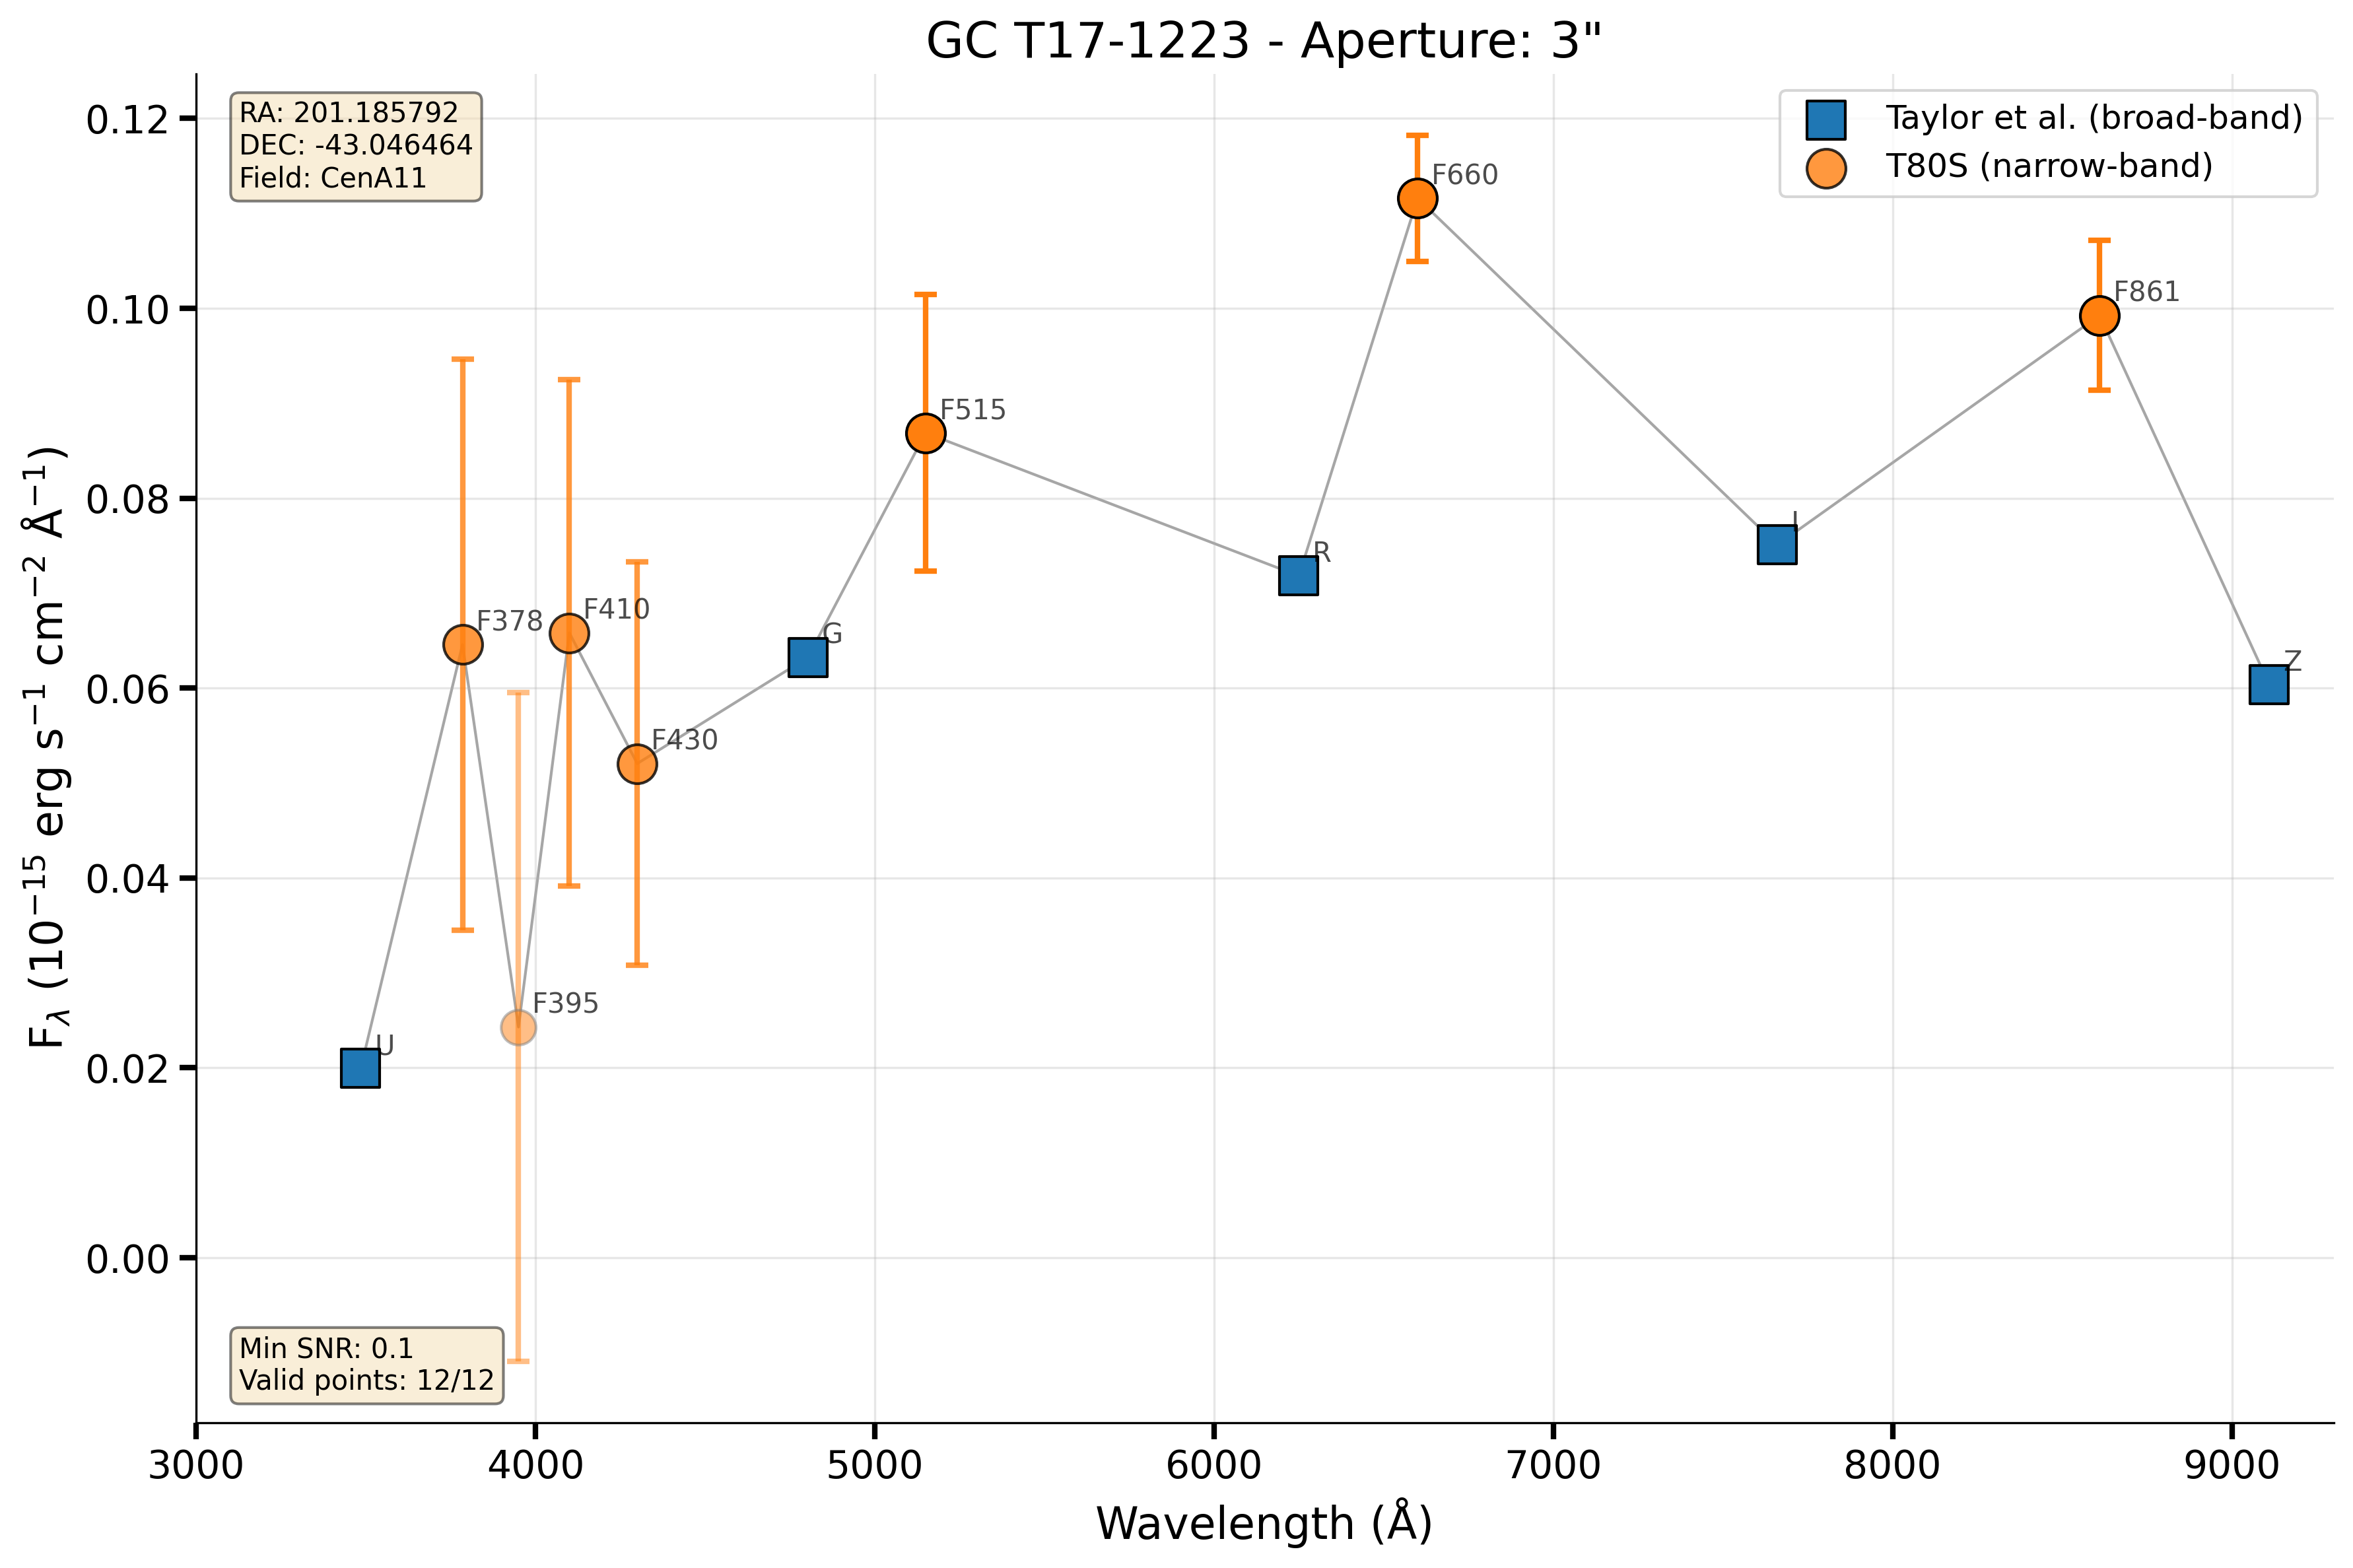 GC T17-1223 - Aperture: 3"
RA: 201.185792
DEC: -43.046464
Field: CenA11
Taylor et al. (broad-band)
T80S (narrow-band)
F660
F861
F515
F378
F410
F430
F395
U
G
R
I
Z
Min SNR: 0.1
Valid points: 12/12
0.12
0.10
0.08
0.06
0.04
0.02
0.00
F_λ (10⁻¹⁵ erg s⁻¹ cm⁻² Å⁻¹)
3000 4000 5000 6000 7000 8000 9000
Wavelength (Å)